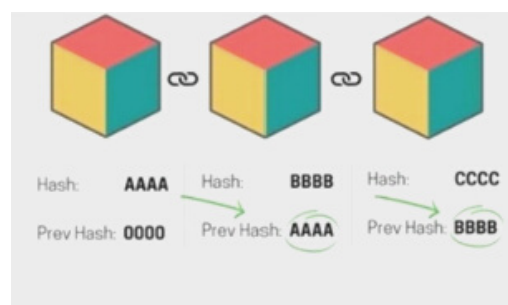 Hash: AAAA
Prev Hash: 0000
Hash: BBBB
Prev Hash: AAAA
Hash: CCCC
Prev Hash: BBBB